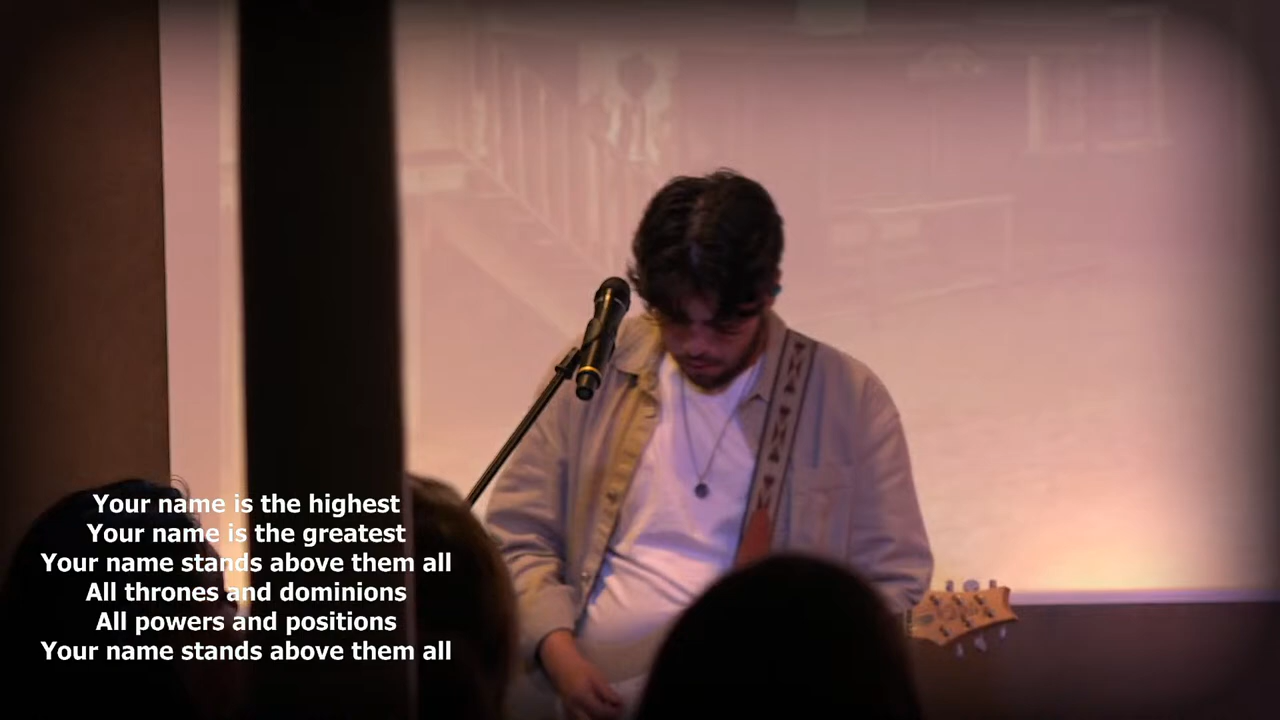 Your name is the highest
Your name is the greatest
Your name stands above them all
All thrones and dominions
All powers and positions
Your name stands above them all